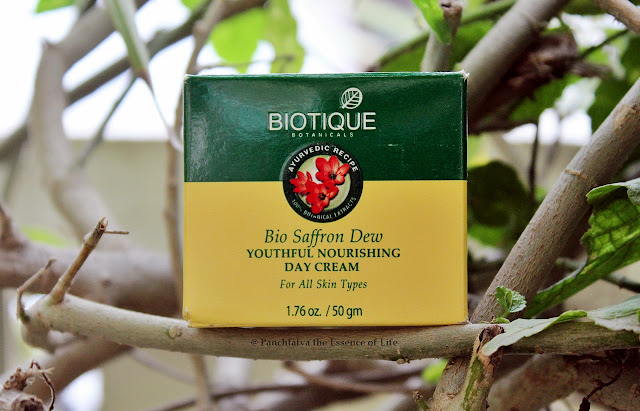 BIOTIQUE
BOTANICALS
AYURVEDIC RECIPE
100% BOTANICAL EXTRACTS
Bio Saffron Dew
YOUTHFUL NOURISHING
DAY CREAM
For All Skin Types
1.76 oz. / 50 gm
@ Panchtatva the Essence of Life